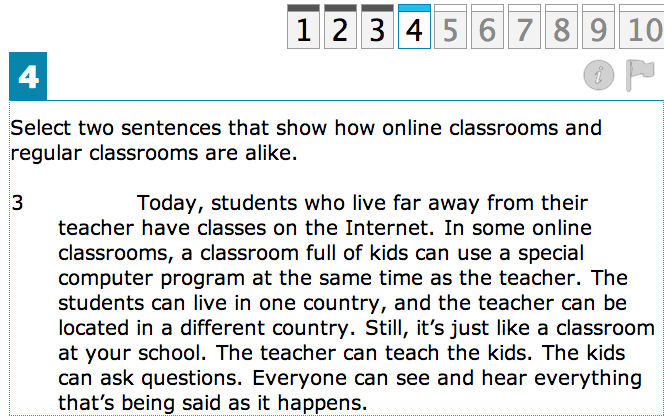 1 2 3 4 5 6 7 8 9 10
4 i
Select two sentences that show how online classrooms and
regular classrooms are alike.
3 Today, students who live far away from their
teacher have classes on the Internet. In some online
classrooms, a classroom full of kids can use a special
computer program at the same time as the teacher. The
students can live in one country, and the teacher can be
located in a different country. Still, it’s just like a classroom
at your school. The teacher can teach the kids. The kids
can ask questions. Everyone can see and hear everything
that’s being said as it happens.